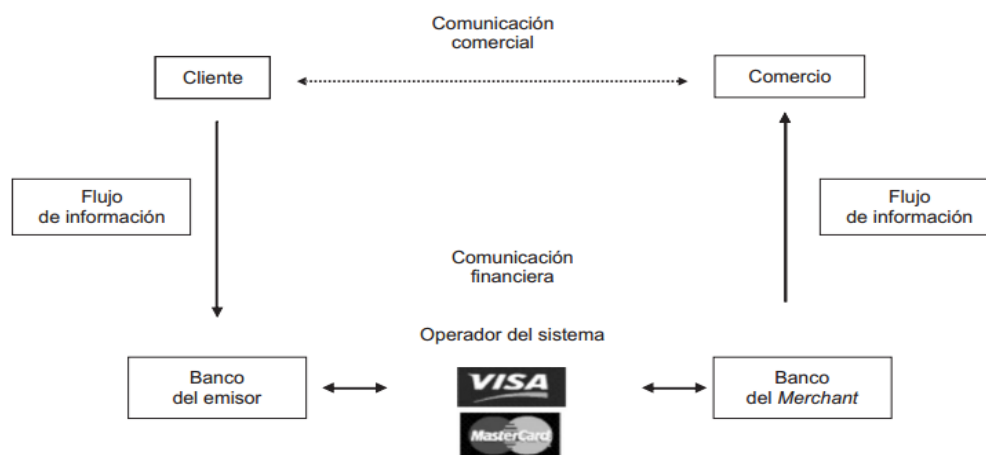 Comunicación
comercial
Cliente
Comercio
Flujo
de información
Flujo
de información
Comunicación
financiera
Operador del sistema
Banco
del emisor
VISA
MasterCard
Banco
del Merchant